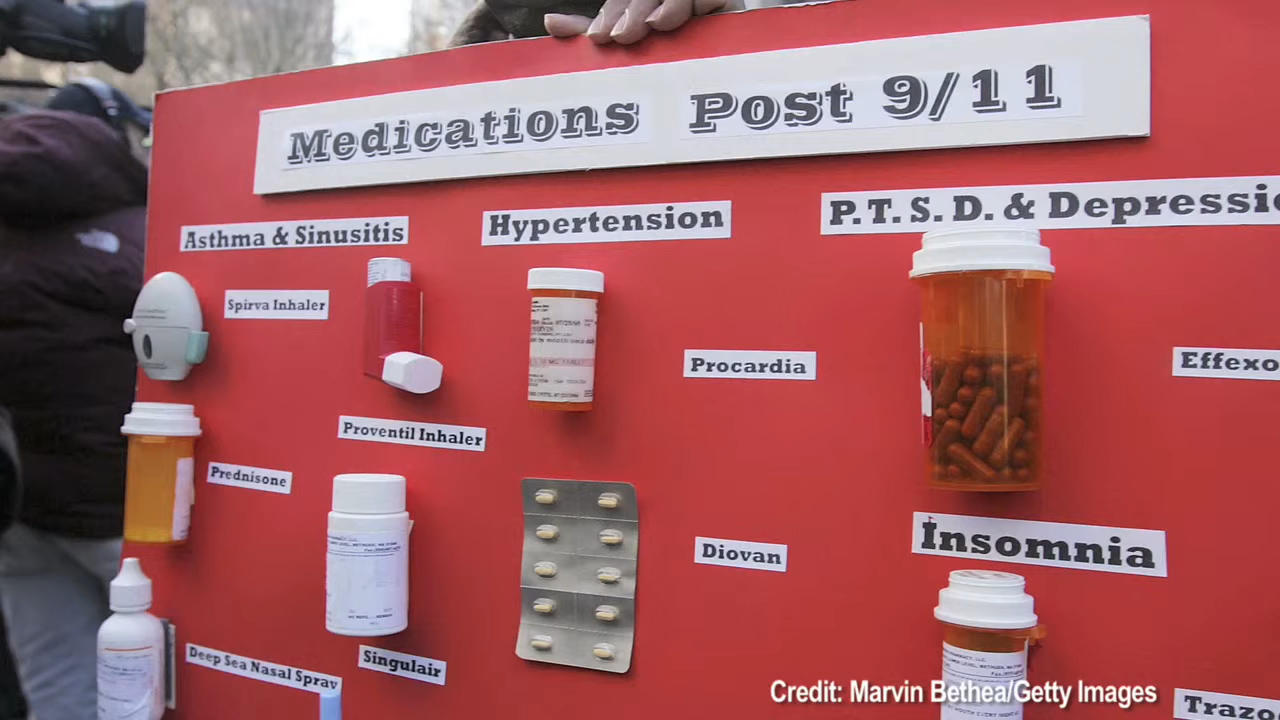 Medications Post 9/11
Asthma & Sinusitis
Hypertension
P.T.S.D. & Depressio
Spirva Inhaler
Procardia
Effexo
Proventil Inhaler
Prednisone
Insomnia
Diovan
Deep Sea Nasal Spray
Singulair
Trazo
Credit: Marvin Bethea/Getty Images